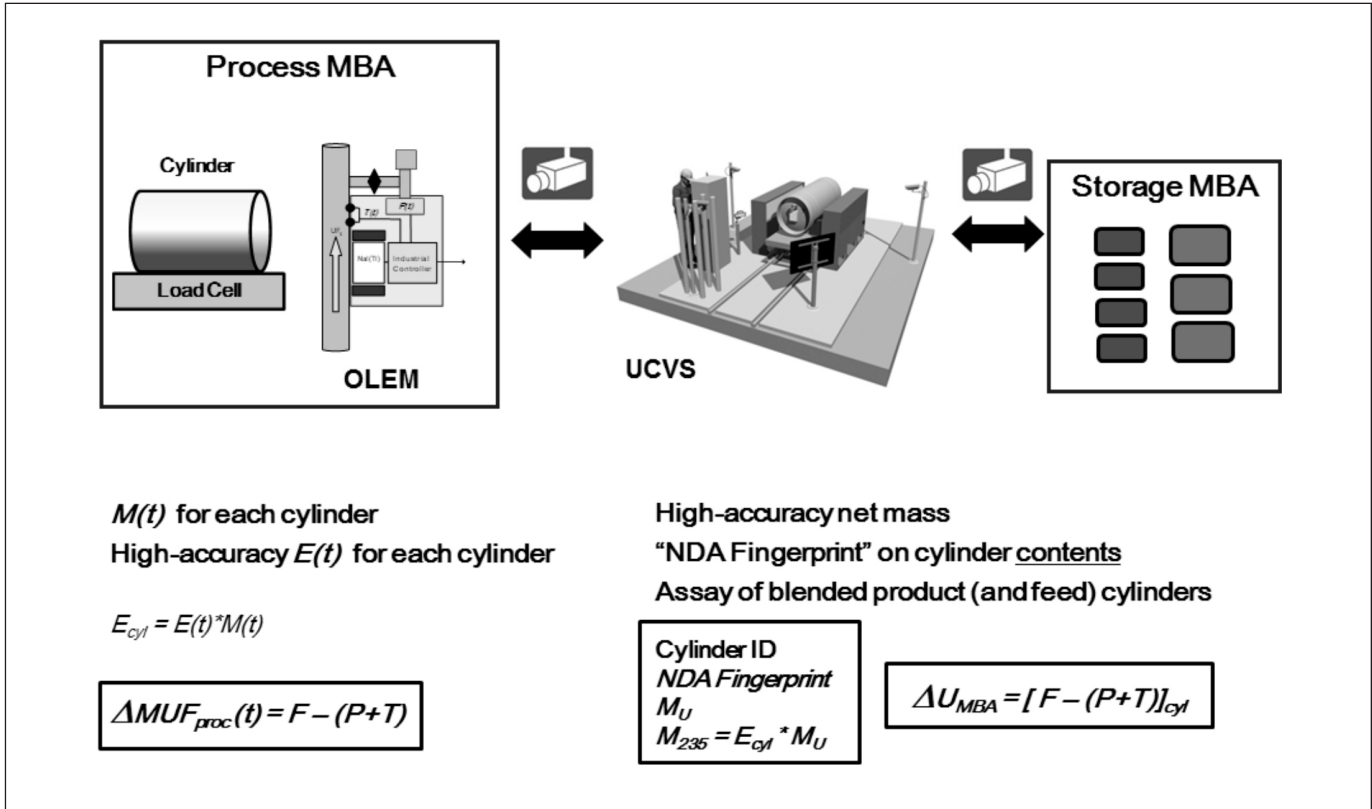 Process MBA
Cylinder
Load Cell
T(t)
P(t)
UF₆
NaI(Tl)
Industrial
Controller
OLEM
UCVS
Storage MBA
M(t) for each cylinder
High-accuracy E(t) for each cylinder
E_cyl = E(t)*M(t)
ΔMUF_proc(t) = F – (P+T)
High-accuracy net mass
“NDA Fingerprint” on cylinder contents
Assay of blended product (and feed) cylinders
Cylinder ID
NDA Fingerprint
M_U
M_235 = E_cyl * M_U
ΔU_MBA = [ F – (P+T)]_cyl